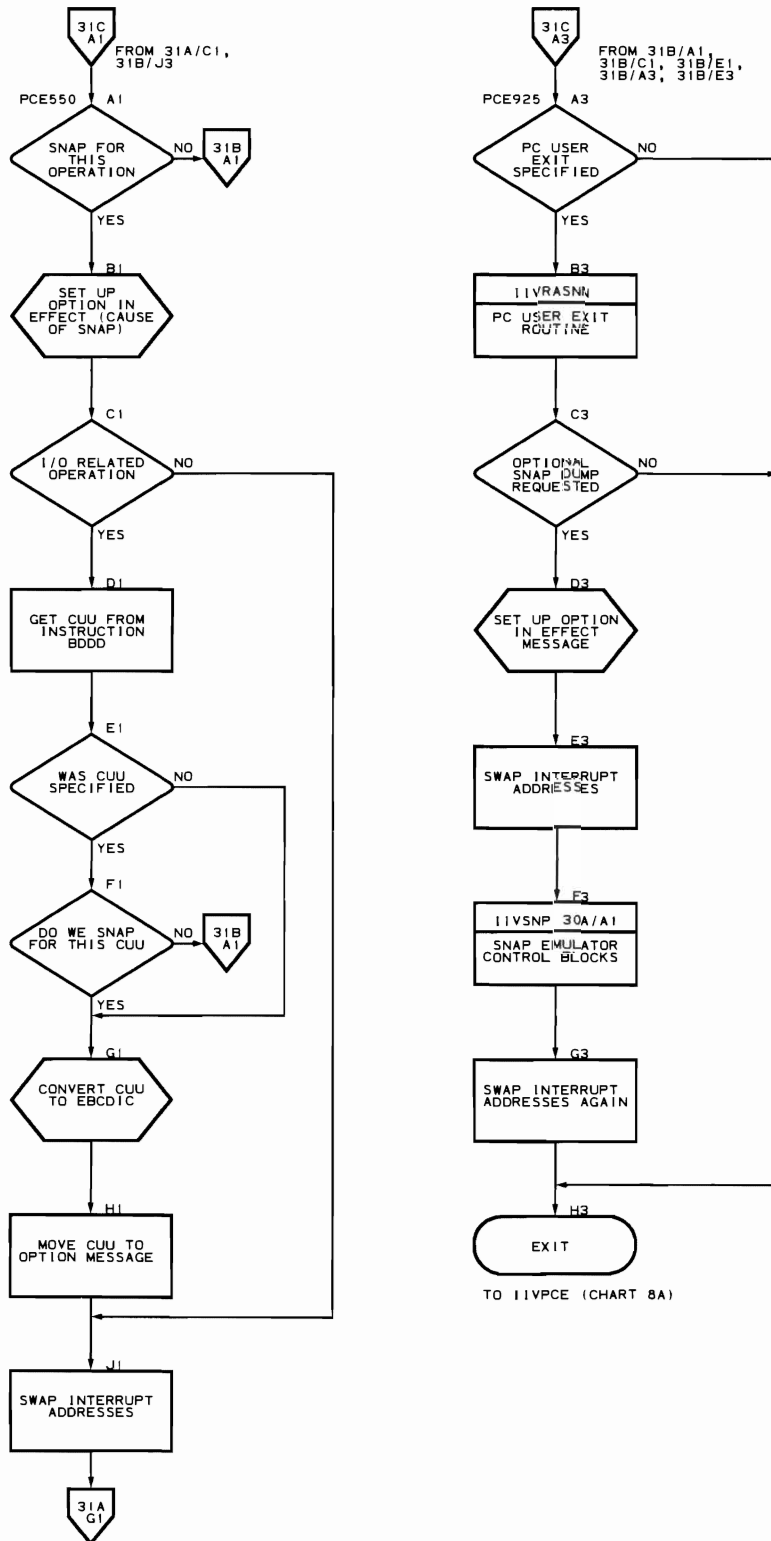 31C
A1
FROM 31A/C1,
31B/J3
PCE550
A1
SNAP FOR
THIS
OPERATION
NO
31B
A1
YES
B1
SET UP
OPTION IN
EFFECT (CAUSE
OF SNAP)
C1
I/O RELATED
OPERATION
NO
YES
D1
GET CUU FROM
INSTRUCTION
BDDD
E1
WAS CUU
SPECIFIED
NO
YES
F1
DO WE SNAP
FOR THIS CUU
NO
31B
A1
YES
G1
CONVERT CUU
TO EBCDIC
H1
MOVE CUU TO
OPTION MESSAGE
J1
SWAP INTERRUPT
ADDRESSES
31A
G1
31C
A3
FROM 31B/A1,
31B/C1, 31B/E1,
31B/A3, 31B/E3
PCE925
A3
PC USER
EXIT
SPECIFIED
NO
YES
B3
IIVRASNN
PC USER EXIT
ROUTINE
C3
OPTIONAL
SNAP DUMP
REQUESTED
NO
YES
D3
SET UP OPTION
IN EFFECT
MESSAGE
E3
SWAP INTERRUPT
ADDRESSES
F3
IIVSNP 30A/A1
SNAP EMULATOR
CONTROL BLOCKS
G3
SWAP INTERRUPT
ADDRESSES AGAIN
H3
EXIT
TO IIVPCE (CHART 8A)